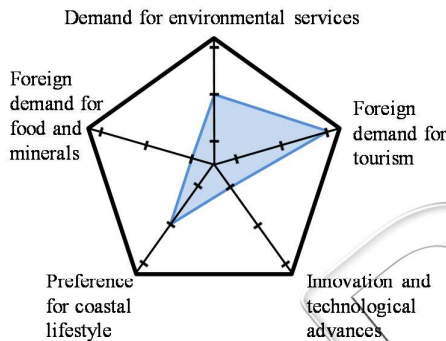 Demand for environmental services
Foreign
demand for
food and
minerals
Foreign
demand for
tourism
Preference
for coastal
lifestyle
Innovation and
technological
advances